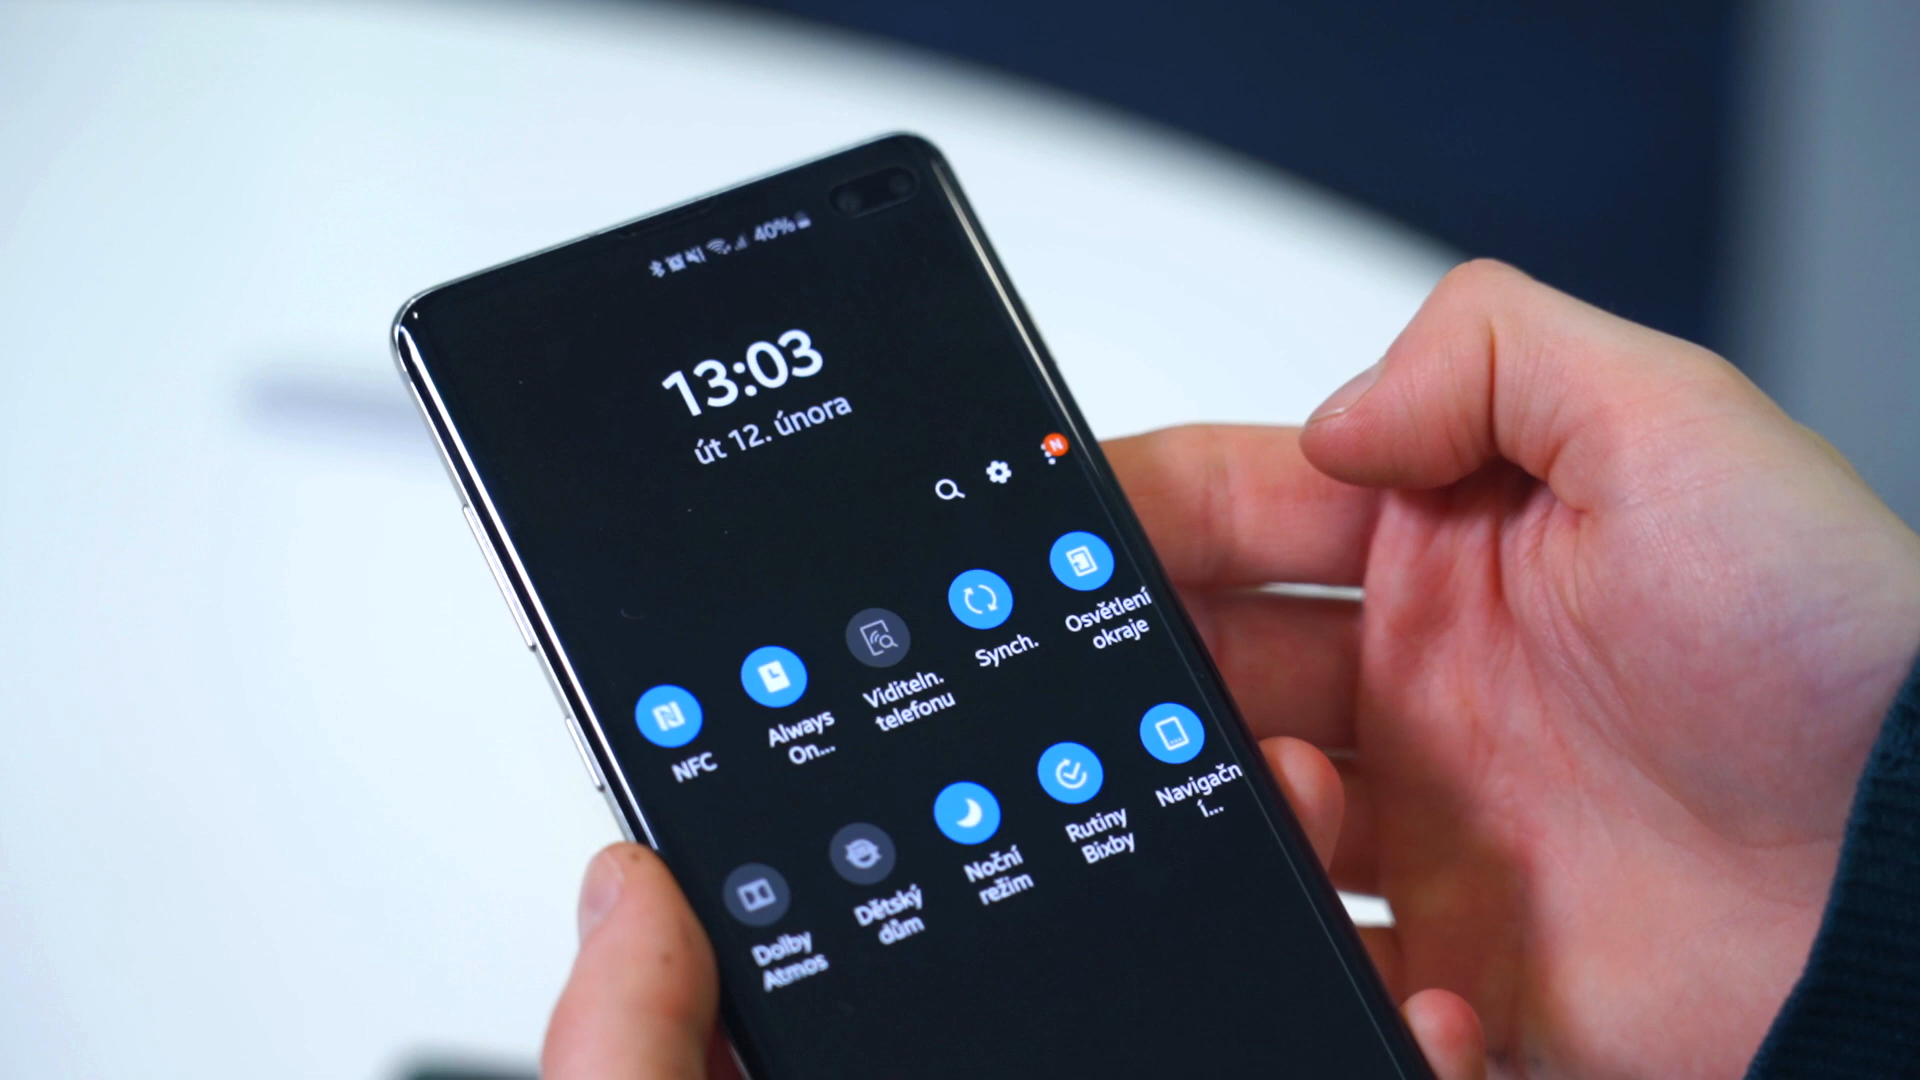 40%
13:03
út 12. února
N
NFC
Always
On...
Viditeln.
telefonu
Synch.
Osvětlení
okraje
Dolby
Atmos
Dětský
dům
Noční
režim
Rutiny
Bixby
Navigačn
í...